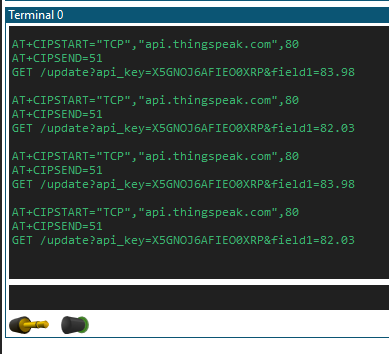 Terminal 0
AT+CIPSTART="TCP","api.thingspeak.com",80
AT+CIPSEND=51
GET /update?api_key=X5GNOJ6AFIEO0XRP&field1=83.98
AT+CIPSTART="TCP","api.thingspeak.com",80
AT+CIPSEND=51
GET /update?api_key=X5GNOJ6AFIEO0XRP&field1=82.03
AT+CIPSTART="TCP","api.thingspeak.com",80
AT+CIPSEND=51
GET /update?api_key=X5GNOJ6AFIEO0XRP&field1=83.98
AT+CIPSTART="TCP","api.thingspeak.com",80
AT+CIPSEND=51
GET /update?api_key=X5GNOJ6AFIEO0XRP&field1=82.03